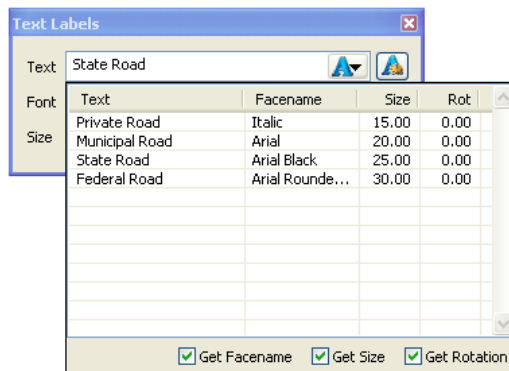 Text Labels
Text State Road
Font
Size
Text Facename Size Rot
Private Road Italic 15.00 0.00
Municipal Road Arial 20.00 0.00
State Road Arial Black 25.00 0.00
Federal Road Arial Rounde... 30.00 0.00
Get Facename Get Size Get Rotation